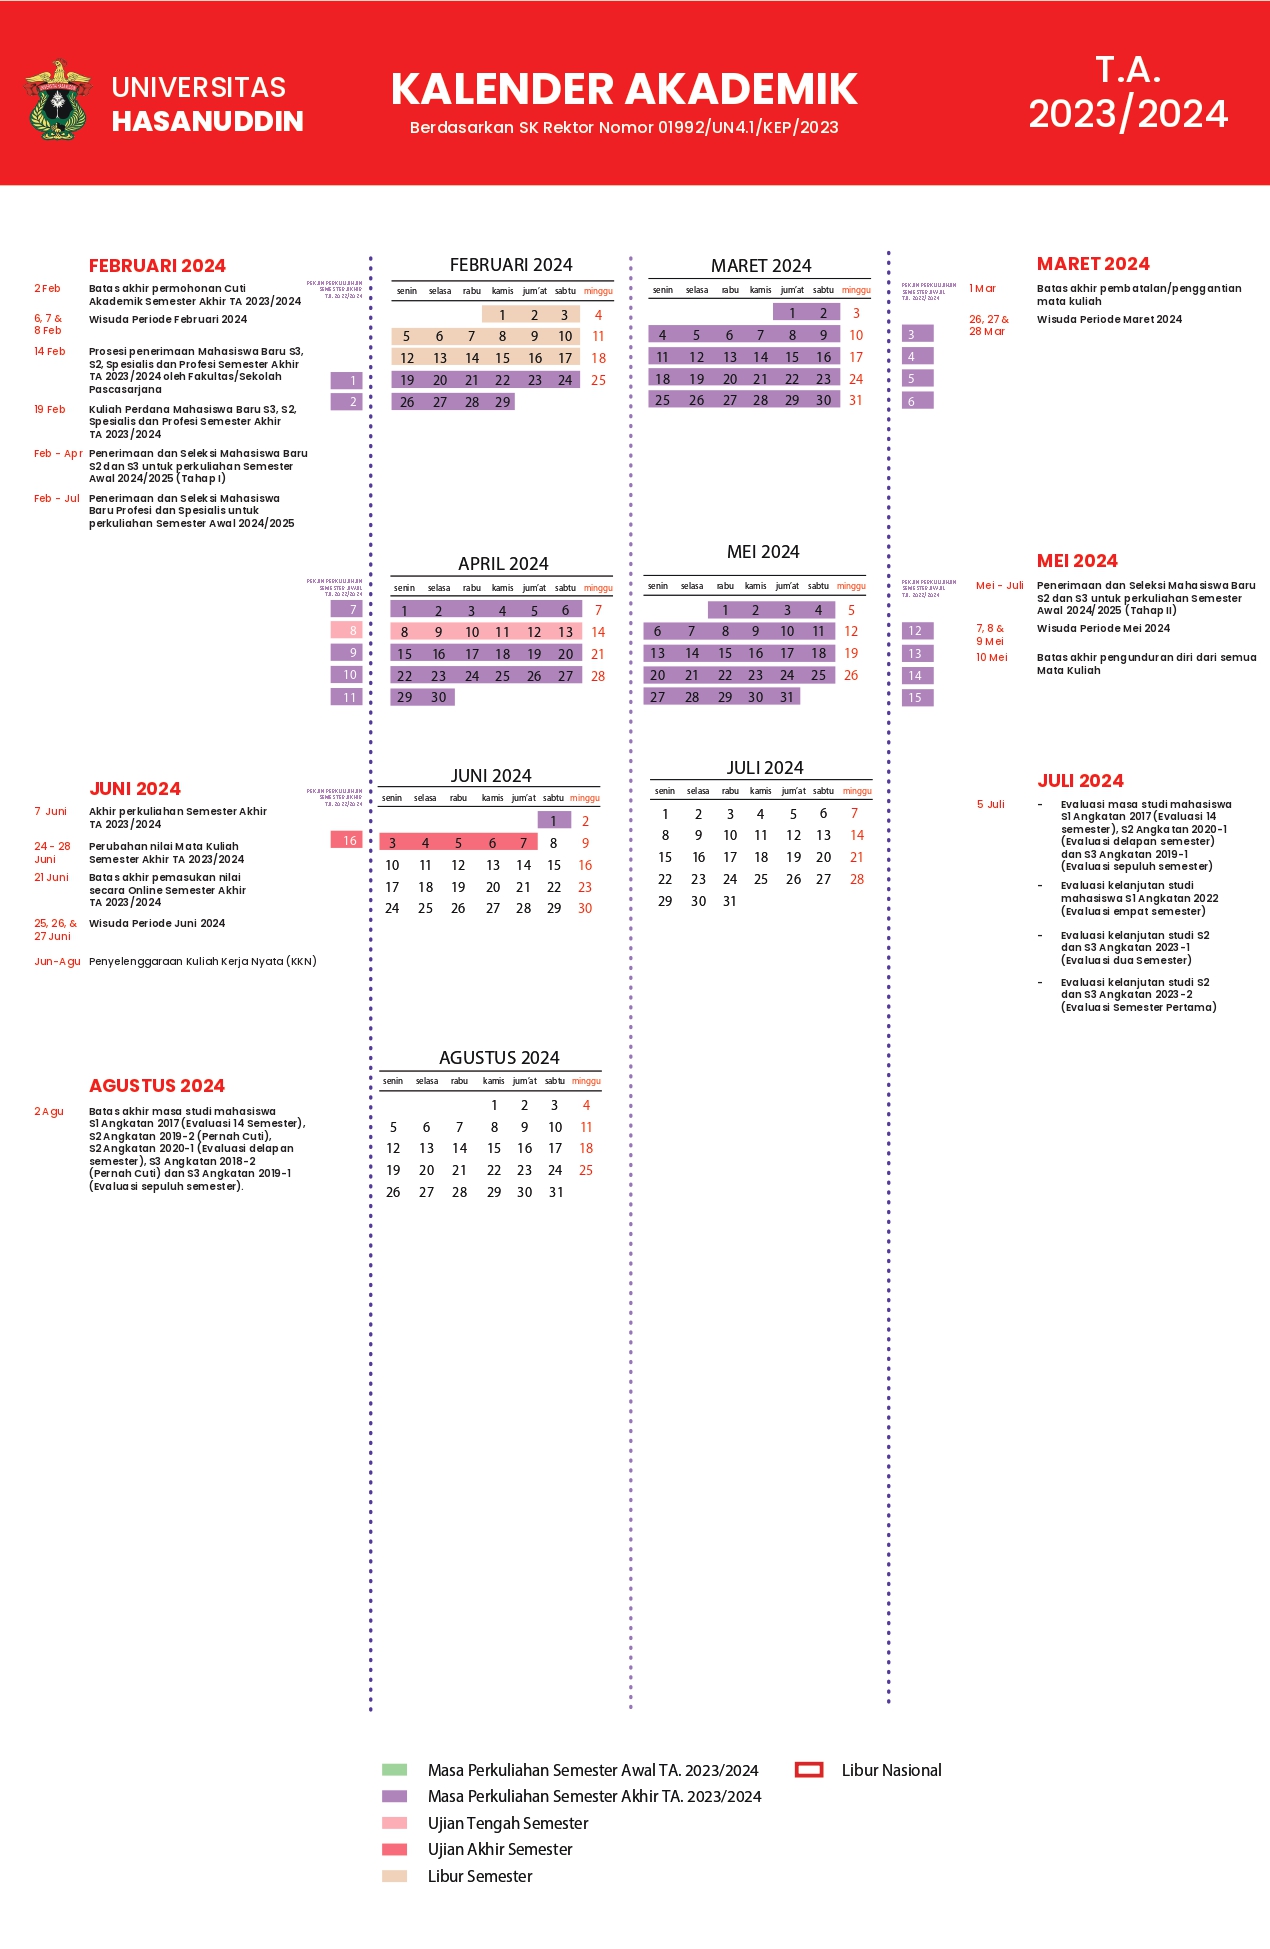 UNIVERSITAS
HASANUDDIN
KALENDER AKADEMIK
Berdasarkan SK Rektor Nomor 01992/UN4.1/KEP/2023
T.A.
2023/2024
FEBRUARI 2024
2 Feb Batas akhir permohonan Cuti
Akademik Semester Akhir TA 2023/2024
6, 7 & Wisuda Periode Februari 2024
8 Feb
14 Feb Prosesi penerimaan Mahasiswa Baru S3,
S2, Spesialis dan Profesi Semester Akhir
TA 2023/2024 oleh Fakultas/Sekolah
Pascasarjana
19 Feb Kuliah Perdana Mahasiswa Baru S3, S2,
Spesialis dan Profesi Semester Akhir
TA 2023/2024
Feb - Apr Penerimaan dan Seleksi Mahasiswa Baru
S2 dan S3 untuk perkuliahan Semester
Awal 2024/2025 (Tahap I)
Feb - Jul Penerimaan dan Seleksi Mahasiswa
Baru Profesi dan Spesialis untuk
perkuliahan Semester Awal 2024/2025
1
2
FEBRUARI 2024
senin selasa rabu kamis jum'at sabtu minggu
1 2 3 4
5 6 7 8 9 10 11
12 13 14 15 16 17 18
19 20 21 22 23 24 25
26 27 28 29
MARET 2024
senin selasa rabu kamis jum'at sabtu minggu
1 2 3
4 5 6 7 8 9 10
11 12 13 14 15 16 17
18 19 20 21 22 23 24
25 26 27 28 29 30 31
3
4
5
6
MARET 2024
1 Mar Batas akhir pembatalan/penggantian
mata kuliah
26, 27 & Wisuda Periode Maret 2024
28 Mar
7
8
9
10
11
APRIL 2024
senin selasa rabu kamis jum'at sabtu minggu
1 2 3 4 5 6 7
8 9 10 11 12 13 14
15 16 17 18 19 20 21
22 23 24 25 26 27 28
29 30
MEI 2024
senin selasa rabu kamis jum'at sabtu minggu
1 2 3 4 5
6 7 8 9 10 11 12
13 14 15 16 17 18 19
20 21 22 23 24 25 26
27 28 29 30 31
12
13
14
15
MEI 2024
Mei - Juli Penerimaan dan Seleksi Mahasiswa Baru
S2 dan S3 untuk perkuliahan Semester
Awal 2024/2025 (Tahap II)
7, 8 & Wisuda Periode Mei 2024
9 Mei
10 Mei Batas akhir pengunduran diri dari semua
Mata Kuliah
JUNI 2024
7 Juni Akhir perkuliahan Semester Akhir
TA 2023/2024
24 - 28 Perubahan nilai Mata Kuliah
Juni Semester Akhir TA 2023/2024
21 Juni Batas akhir pemasukan nilai
secara Online Semester Akhir
TA 2023/2024
25, 26, & Wisuda Periode Juni 2024
27 Juni
Jun-Agu Penyelenggaraan Kuliah Kerja Nyata (KKN)
16
JUNI 2024
senin selasa rabu kamis jum'at sabtu minggu
1 2
3 4 5 6 7 8 9
10 11 12 13 14 15 16
17 18 19 20 21 22 23
24 25 26 27 28 29 30
JULI 2024
senin selasa rabu kamis jum'at sabtu minggu
1 2 3 4 5 6 7
8 9 10 11 12 13 14
15 16 17 18 19 20 21
22 23 24 25 26 27 28
29 30 31
JULI 2024
5 Juli - Evaluasi masa studi mahasiswa
S1 Angkatan 2017 (Evaluasi 14
semester), S2 Angkatan 2020-1
(Evaluasi delapan semester)
dan S3 Angkatan 2019-1
(Evaluasi sepuluh semester)
- Evaluasi kelanjutan studi
mahasiswa S1 Angkatan 2022
(Evaluasi empat semester)
- Evaluasi kelanjutan studi S2
dan S3 Angkatan 2023-1
(Evaluasi dua Semester)
- Evaluasi kelanjutan studi S2
dan S3 Angkatan 2023-2
(Evaluasi Semester Pertama)
AGUSTUS 2024
2 Agu Batas akhir masa studi mahasiswa
S1 Angkatan 2017 (Evaluasi 14 Semester),
S2 Angkatan 2019-2 (Pernah Cuti),
S2 Angkatan 2020-1 (Evaluasi delapan
semester), S3 Angkatan 2018-2
(Pernah Cuti) dan S3 Angkatan 2019-1
(Evaluasi sepuluh semester).
AGUSTUS 2024
senin selasa rabu kamis jum'at sabtu minggu
1 2 3 4
5 6 7 8 9 10 11
12 13 14 15 16 17 18
19 20 21 22 23 24 25
26 27 28 29 30 31
Masa Perkuliahan Semester Awal TA. 2023/2024
Masa Perkuliahan Semester Akhir TA. 2023/2024
Ujian Tengah Semester
Ujian Akhir Semester
Libur Semester
Libur Nasional